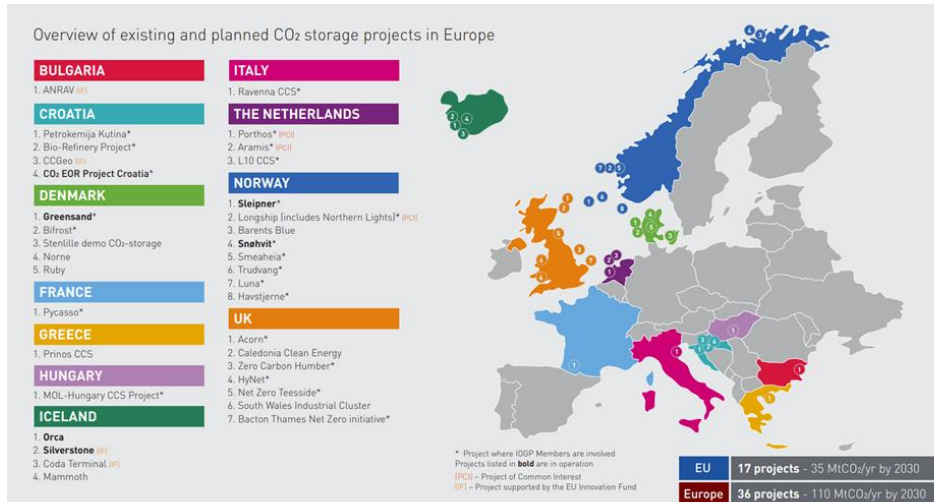 Overview of existing and planned CO₂ storage projects in Europe
BULGARIA
1. ANRAV (IF)
CROATIA
1. Petrokemija Kutina*
2. Bio-Refinery Project*
3. CCGeo (IF)
4. CO₂ EOR Project Croatia*
DENMARK
1. Greensand*
2. Bifrost*
3. Stenlille demo CO₂-storage
4. Norne
5. Ruby
FRANCE
1. Pycasso*
GREECE
1. Prinos CCS
HUNGARY
1. MOL-Hungary CCS Project*
ICELAND
1. Orca
2. Silverstone (IF)
3. Coda Terminal (IF)
4. Mammoth
ITALY
1. Ravenna CCS*
THE NETHERLANDS
1. Porthos* (PCI)
2. Aramis* (PCI)
3. L10 CCS*
NORWAY
1. Sleipner*
2. Longship (includes Northern Lights)* (PCI)
3. Barents Blue
4. Snøhvit*
5. Smeaheia*
6. Trudvang*
7. Luna*
8. Havstjerne*
UK
1. Acorn*
2. Caledonia Clean Energy
3. Zero Carbon Humber*
4. HyNet*
5. Net Zero Teesside*
6. South Wales Industrial Cluster
7. Bacton Thames Net Zero initiative*
* Project where IOGP Members are involved
Projects listed in bold are in operation
(PCI) – Project of Common Interest
(IF) – Project supported by the EU Innovation Fund
EU 17 projects - 35 MtCO₂/yr by 2030
Europe 36 projects - 110 MtCO₂/yr by 2030